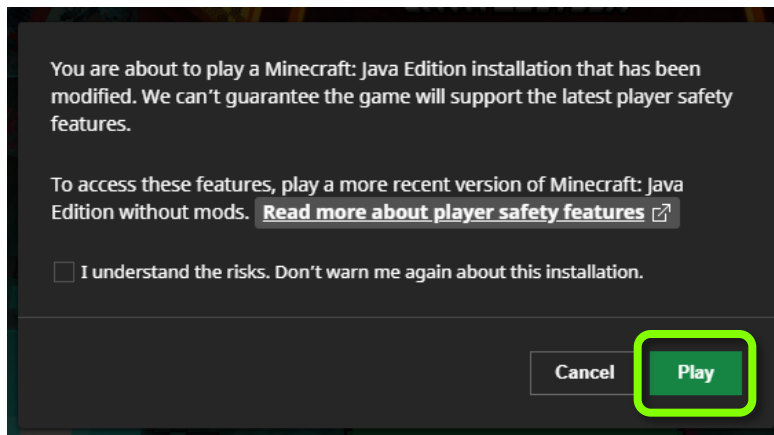 You are about to play a Minecraft: Java Edition installation that has been
modified. We can't guarantee the game will support the latest player safety
features.
To access these features, play a more recent version of Minecraft: Java
Edition without mods. Read more about player safety features
I understand the risks. Don't warn me again about this installation.
Cancel Play